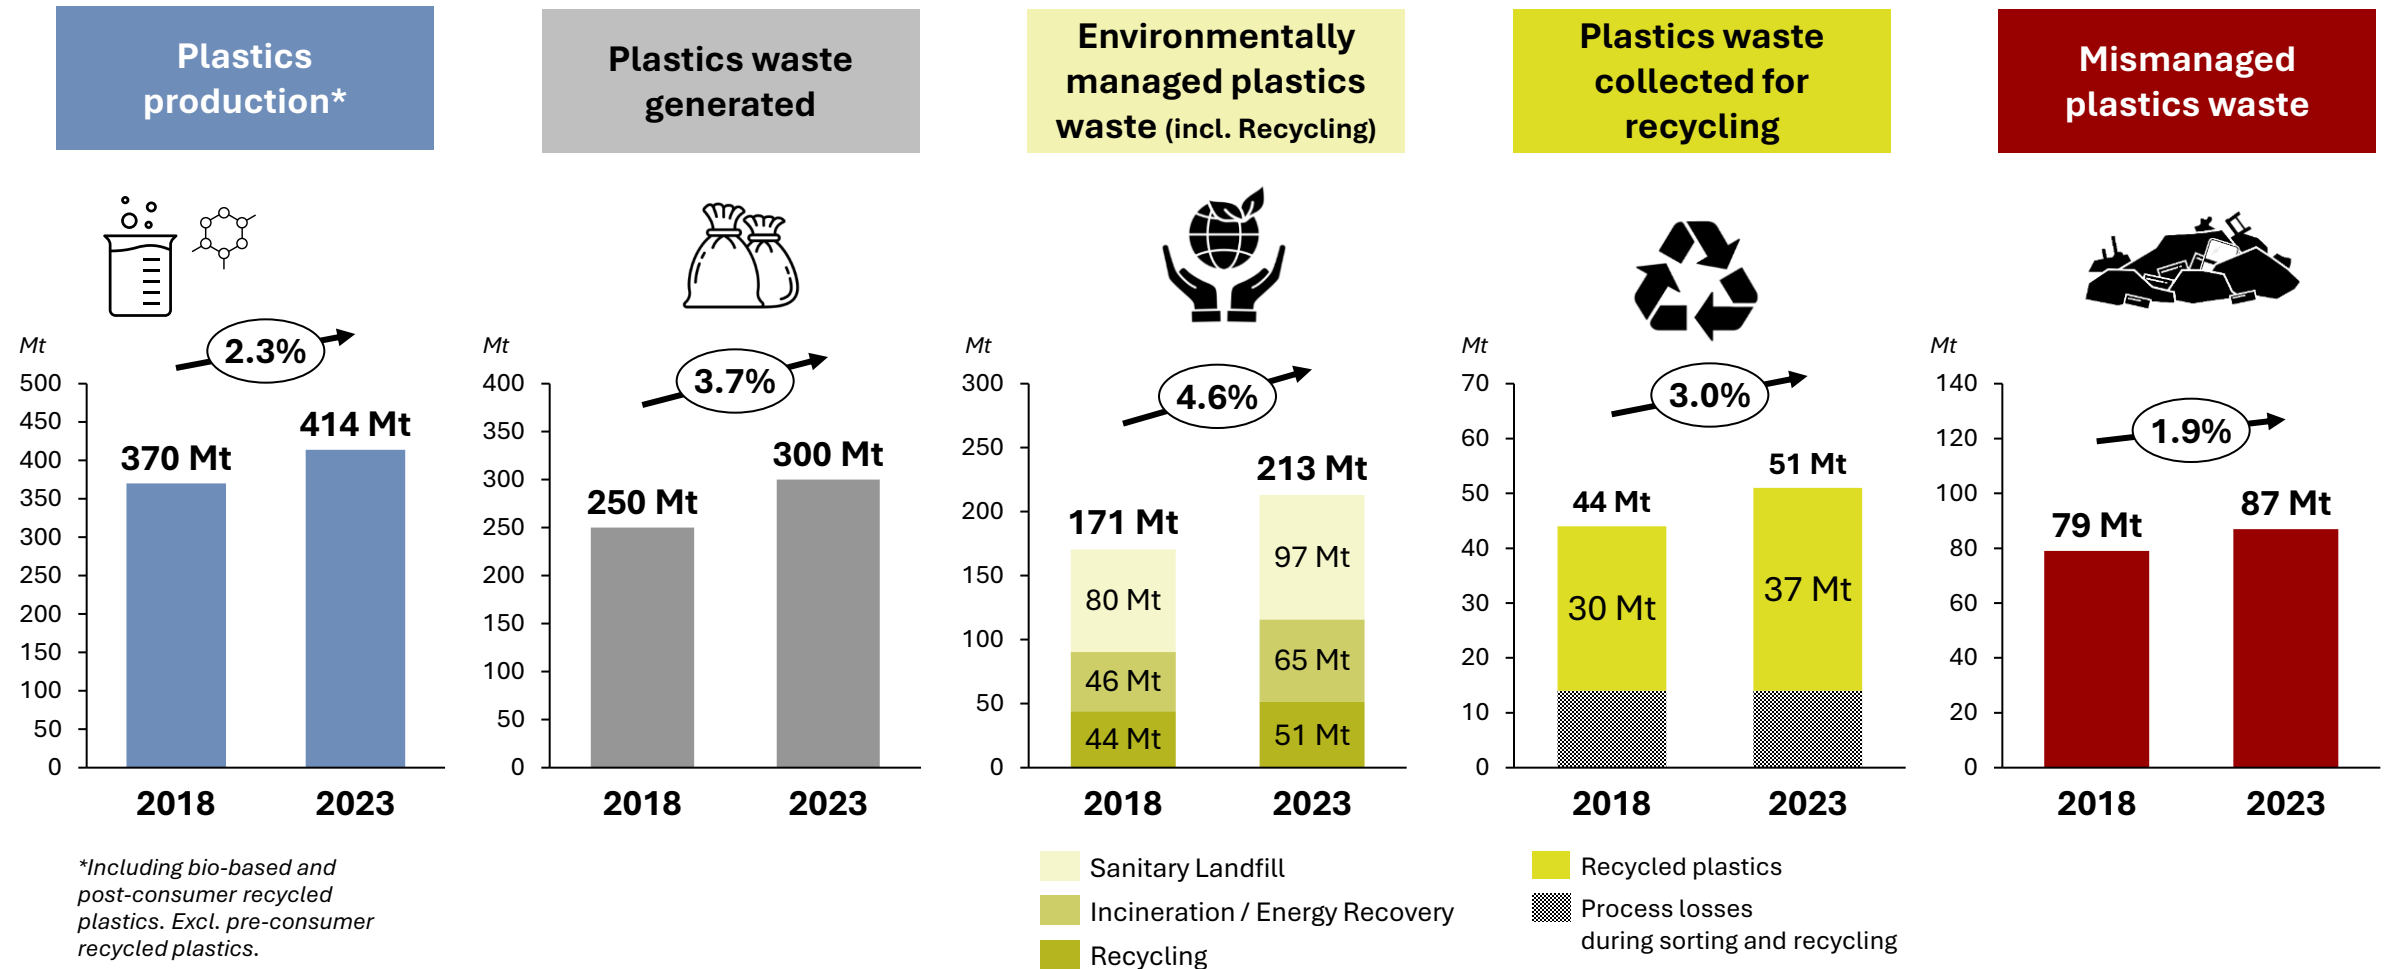 Plastics
production*
Plastics waste
generated
Environmentally
managed plastics
waste (incl. Recycling)
Plastics waste
collected for
recycling
Mismanaged
plastics waste
Mt
2.3%
500
450
400
350
300
250
200
150
100
50
0
370 Mt
414 Mt
2018
2023
*Including bio-based and
post-consumer recycled
plastics. Excl. pre-consumer
recycled plastics.
Mt
3.7%
400
350
300
250
200
150
100
50
0
250 Mt
300 Mt
2018
2023
Mt
4.6%
300
250
200
150
100
50
0
171 Mt
80 Mt
46 Mt
44 Mt
213 Mt
97 Mt
65 Mt
51 Mt
2018
2023
Sanitary Landfill
Incineration / Energy Recovery
Recycling
Mt
3.0%
70
60
50
40
30
20
10
0
44 Mt
30 Mt
51 Mt
37 Mt
2018
2023
Recycled plastics
Process losses
during sorting and recycling
Mt
1.9%
140
120
100
80
60
40
20
0
79 Mt
87 Mt
2018
2023